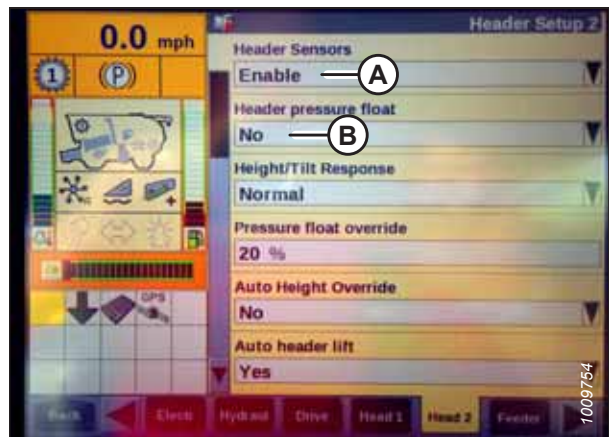 0.0 mph
Header Setup 2
1
(P)
Header Sensors
Enable
A
Header pressure float
No
B
Height/Tilt Response
Normal
Pressure float override
20 %
Auto Height Override
No
GPS
Auto header lift
Yes
Back
Electr
Hydraul
Drive
Head 1
Head 2
Feeder
1009754